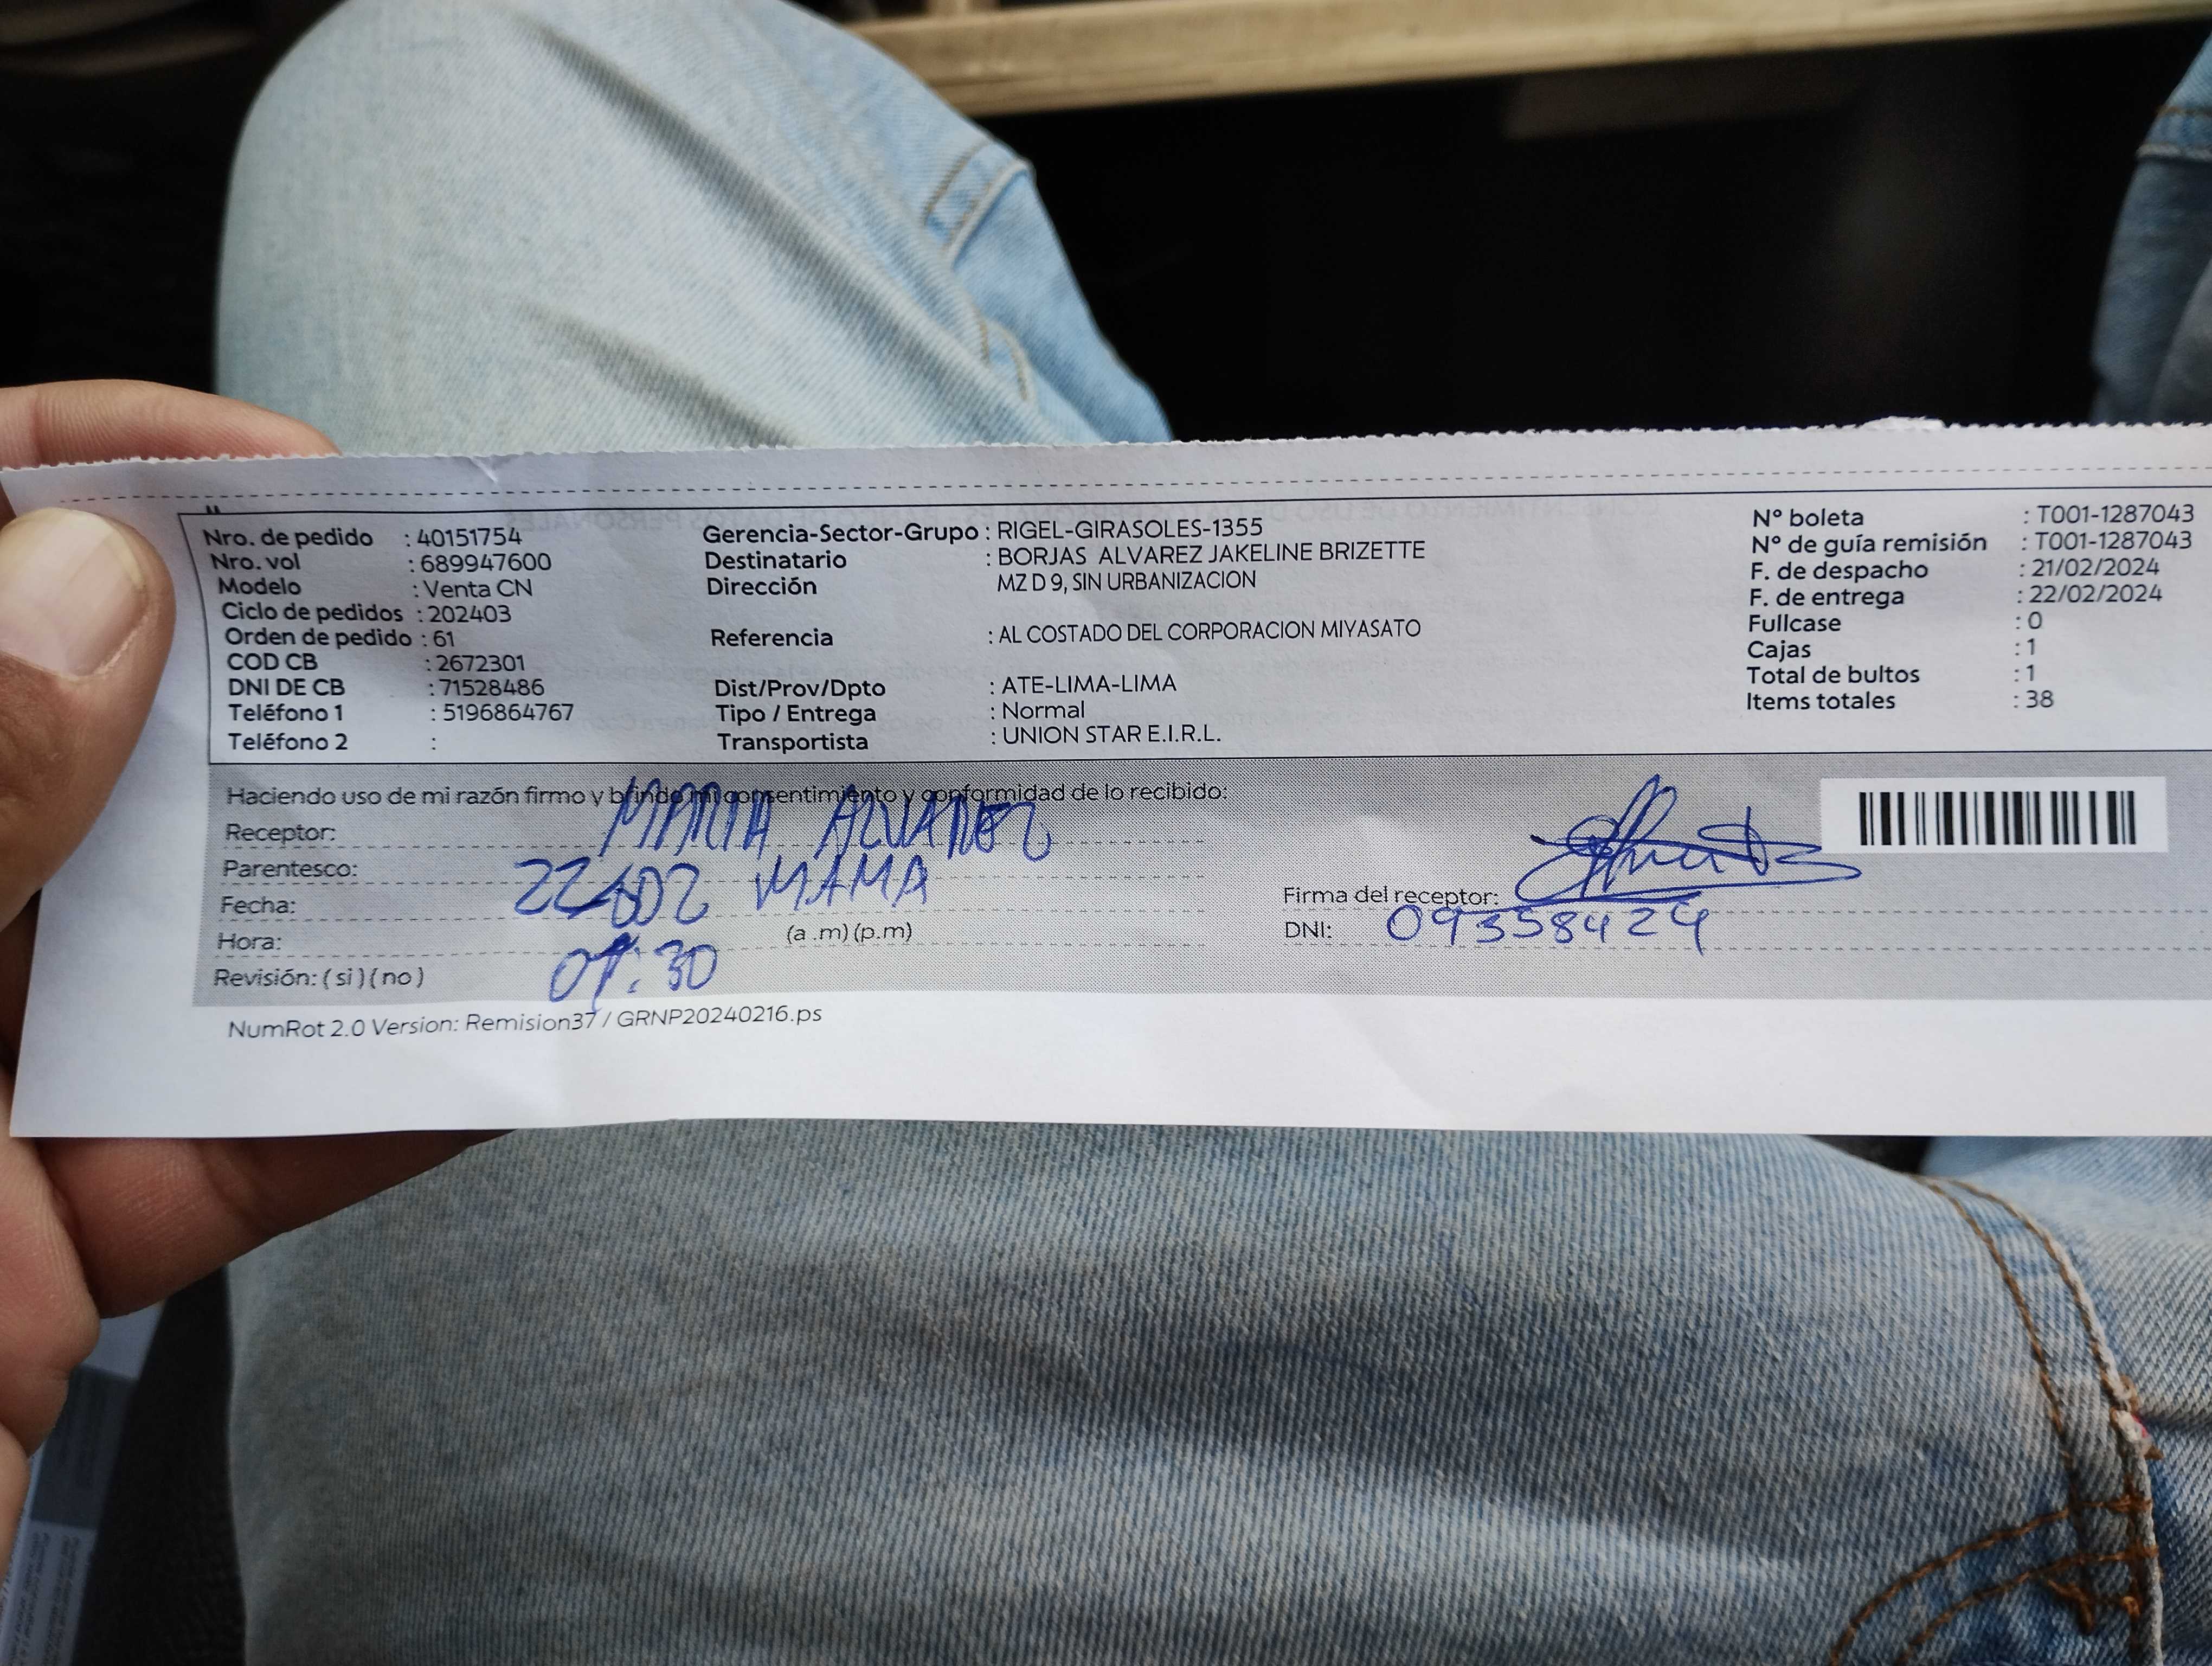 Nro. de pedido : 40151754
Nro. vol : 689947600
Modelo : Venta CN
Ciclo de pedidos : 202403
Orden de pedido : 61
COD CB : 2672301
DNI DE CB : 71528486
Teléfono 1 : 5196864767
Teléfono 2 :
Gerencia-Sector-Grupo : RIGEL-GIRASOLES-1355
Destinatario : BORJAS ALVAREZ JAKELINE BRIZETTE
Dirección MZ D 9, SIN URBANIZACION
Referencia : AL COSTADO DEL CORPORACION MIYASATO
Dist/Prov/Dpto : ATE-LIMA-LIMA
Tipo / Entrega : Normal
Transportista : UNION STAR E.I.R.L.
N° boleta : T001-1287043
N° de guía remisión : T001-1287043
F. de despacho : 21/02/2024
F. de entrega : 22/02/2024
Fullcase : 0
Cajas : 1
Total de bultos : 1
Items totales : 38
Haciendo uso de mi razón firmo y brindo mi consentimiento y conformidad de lo recibido:
Receptor: MARIA ALVAREZ
Parentesco: MAMA
Fecha:
Hora: (a .m) (p.m)
Revisión: ( si ) ( no )
Firma del receptor:
DNI: 09358424
NumRot 2.0 Version: Remision37 / GRNP20240216.ps